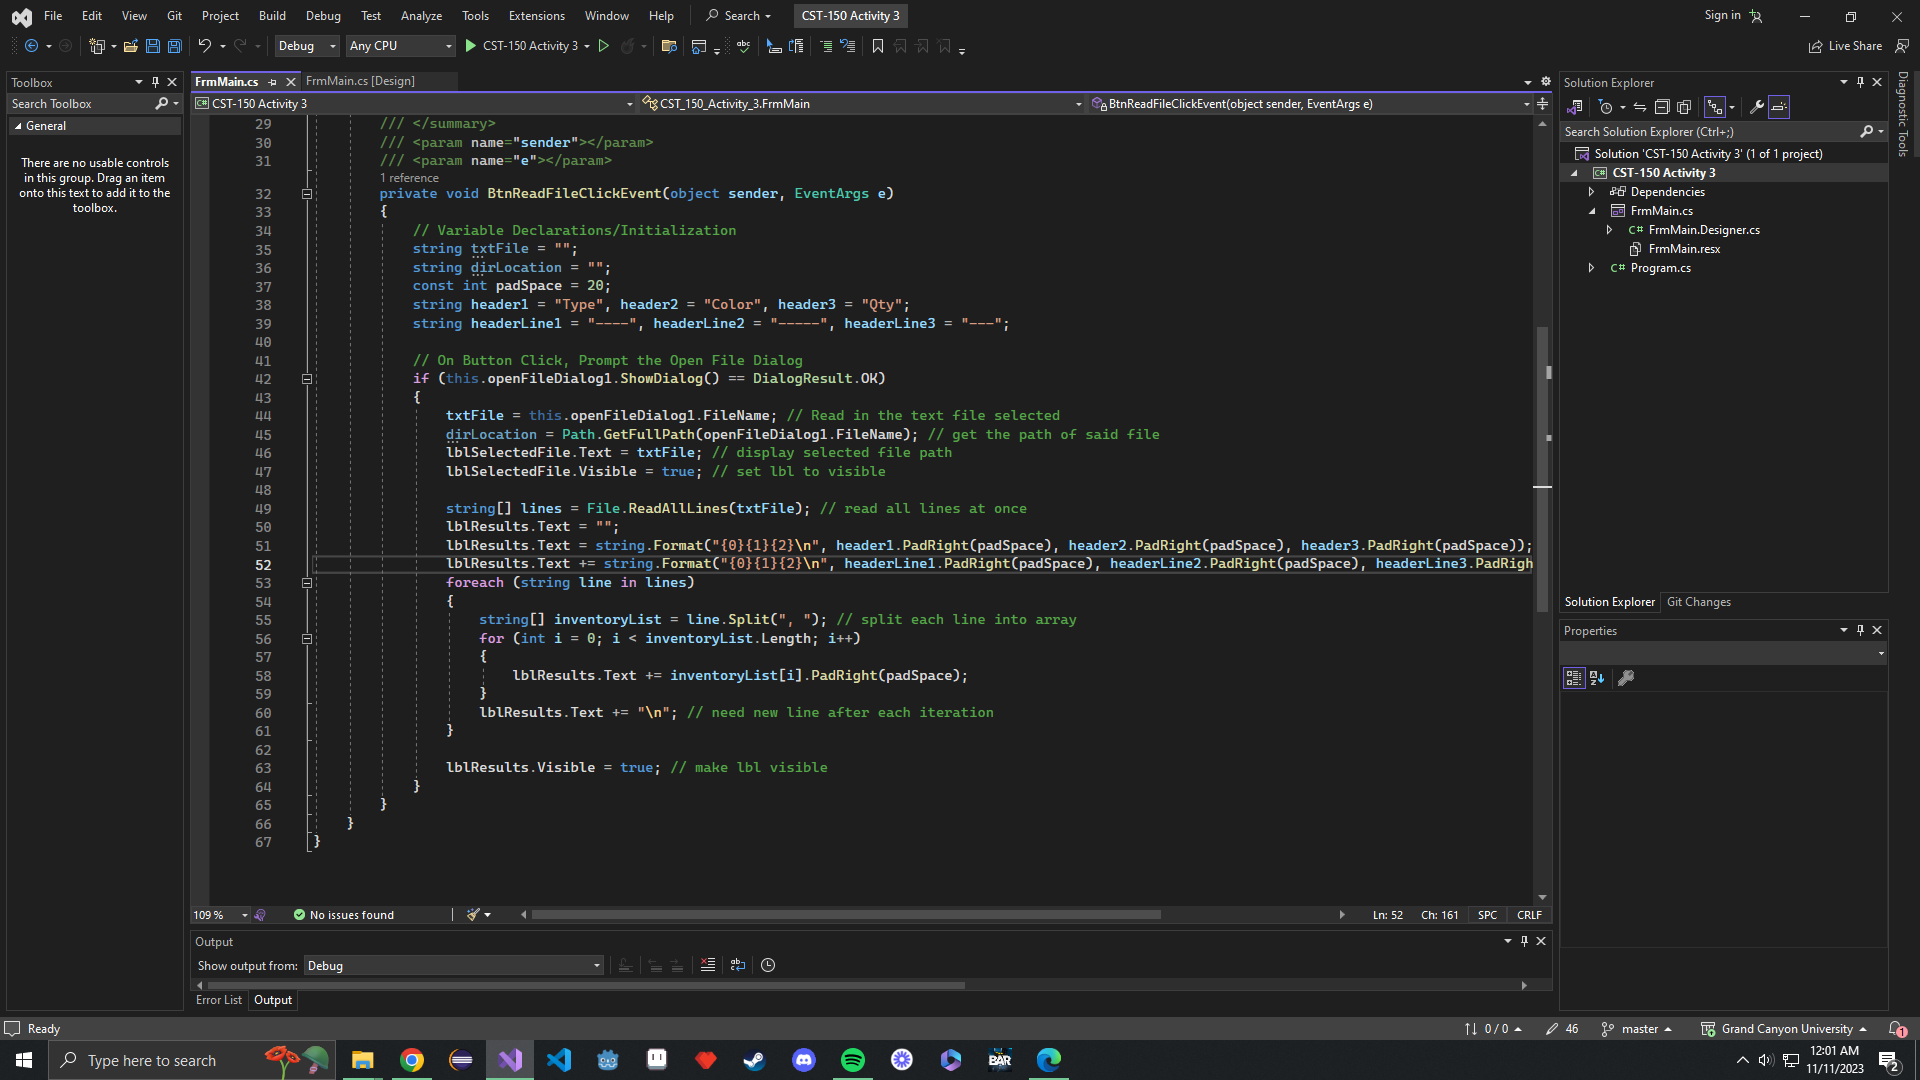 File Edit View Git Project Build Debug Test Analyze Tools Extensions Window Help Search CST-150 Activity 3 Sign in
Debug Any CPU CST-150 Activity 3 Live Share
Toolbox
Search Toolbox
General
There are no usable controls
in this group. Drag an item
onto this text to add it to the
toolbox.
FrmMain.cs FrmMain.cs [Design]
CST-150 Activity 3 CST_150_Activity_3.FrmMain BtnReadFileClickEvent(object sender, EventArgs e)
29 /// </summary>
30 /// <param name="sender"></param>
31 /// <param name="e"></param>
1 reference
32 private void BtnReadFileClickEvent(object sender, EventArgs e)
33 {
34 // Variable Declarations/Initialization
35 string txtFile = "";
36 string dirLocation = "";
37 const int padSpace = 20;
38 string header1 = "Type", header2 = "Color", header3 = "Qty";
39 string headerLine1 = "----", headerLine2 = "-----", headerLine3 = "---";
40
41 // On Button Click, Prompt the Open File Dialog
42 if (this.openFileDialog1.ShowDialog() == DialogResult.OK)
43 {
44 txtFile = this.openFileDialog1.FileName; // Read in the text file selected
45 dirLocation = Path.GetFullPath(openFileDialog1.FileName); // get the path of said file
46 lblSelectedFile.Text = txtFile; // display selected file path
47 lblSelectedFile.Visible = true; // set lbl to visible
48
49 string[] lines = File.ReadAllLines(txtFile); // read all lines at once
50 lblResults.Text = "";
51 lblResults.Text = string.Format("{0}{1}{2}\n", header1.PadRight(padSpace), header2.PadRight(padSpace), header3.PadRight(padSpace));
52 lblResults.Text += string.Format("{0}{1}{2}\n", headerLine1.PadRight(padSpace), headerLine2.PadRight(padSpace), headerLine3.PadRigh
53 foreach (string line in lines)
54 {
55 string[] inventoryList = line.Split(", "); // split each line into array
56 for (int i = 0; i < inventoryList.Length; i++)
57 {
58 lblResults.Text += inventoryList[i].PadRight(padSpace);
59 }
60 lblResults.Text += "\n"; // need new line after each iteration
61 }
62
63 lblResults.Visible = true; // make lbl visible
64 }
65 }
66 }
67 }
109 % No issues found Ln: 52 Ch: 161 SPC CRLF
Output
Show output from: Debug
Error List Output
Solution Explorer
Search Solution Explorer (Ctrl+;)
Solution 'CST-150 Activity 3' (1 of 1 project)
CST-150 Activity 3
Dependencies
FrmMain.cs
C# FrmMain.Designer.cs
FrmMain.resx
C# Program.cs
Solution Explorer Git Changes
Properties
Diagnostic Tools
Ready 0 / 0 46 master Grand Canyon University 1
Type here to search BAR 12:01 AM
11/11/2023 2